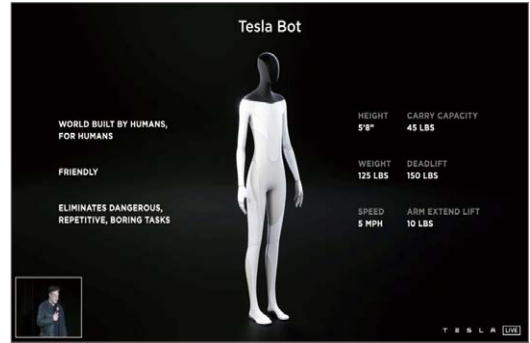 Tesla Bot
WORLD BUILT BY HUMANS,
FOR HUMANS
FRIENDLY
ELIMINATES DANGEROUS,
REPETITIVE, BORING TASKS
HEIGHT CARRY CAPACITY
5'8" 45 LBS
WEIGHT DEADLIFT
125 LBS 150 LBS
SPEED ARM EXTEND LIFT
5 MPH 10 LBS
TESLA LIVE